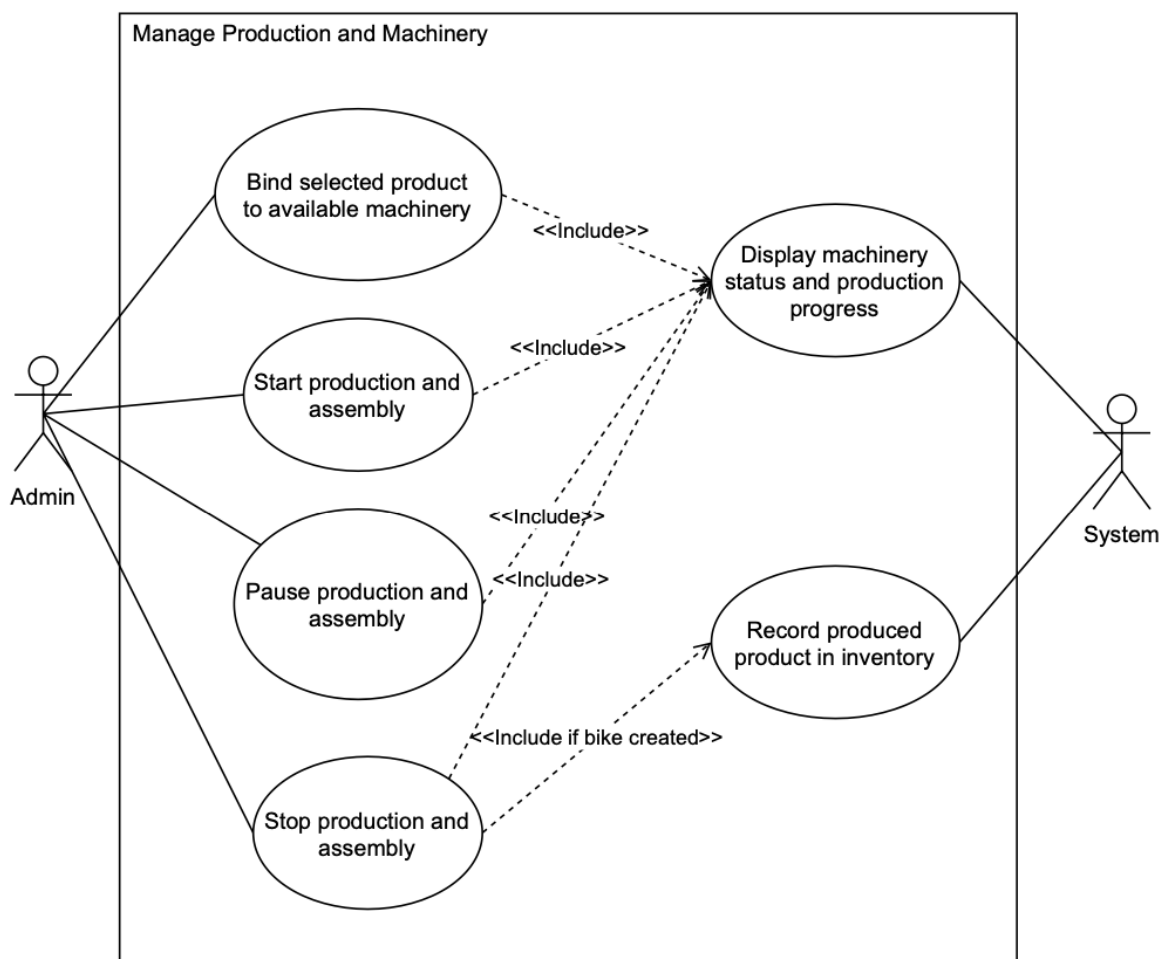 Manage Production and Machinery
Bind selected product
to available machinery
<<Include>>
Display machinery
status and production
progress
<<Include>>
Start production and
assembly
Admin
<<Include>>
System
<<Include>>
Pause production and
assembly
Record produced
product in inventory
<<Include if bike created>>
Stop production and
assembly